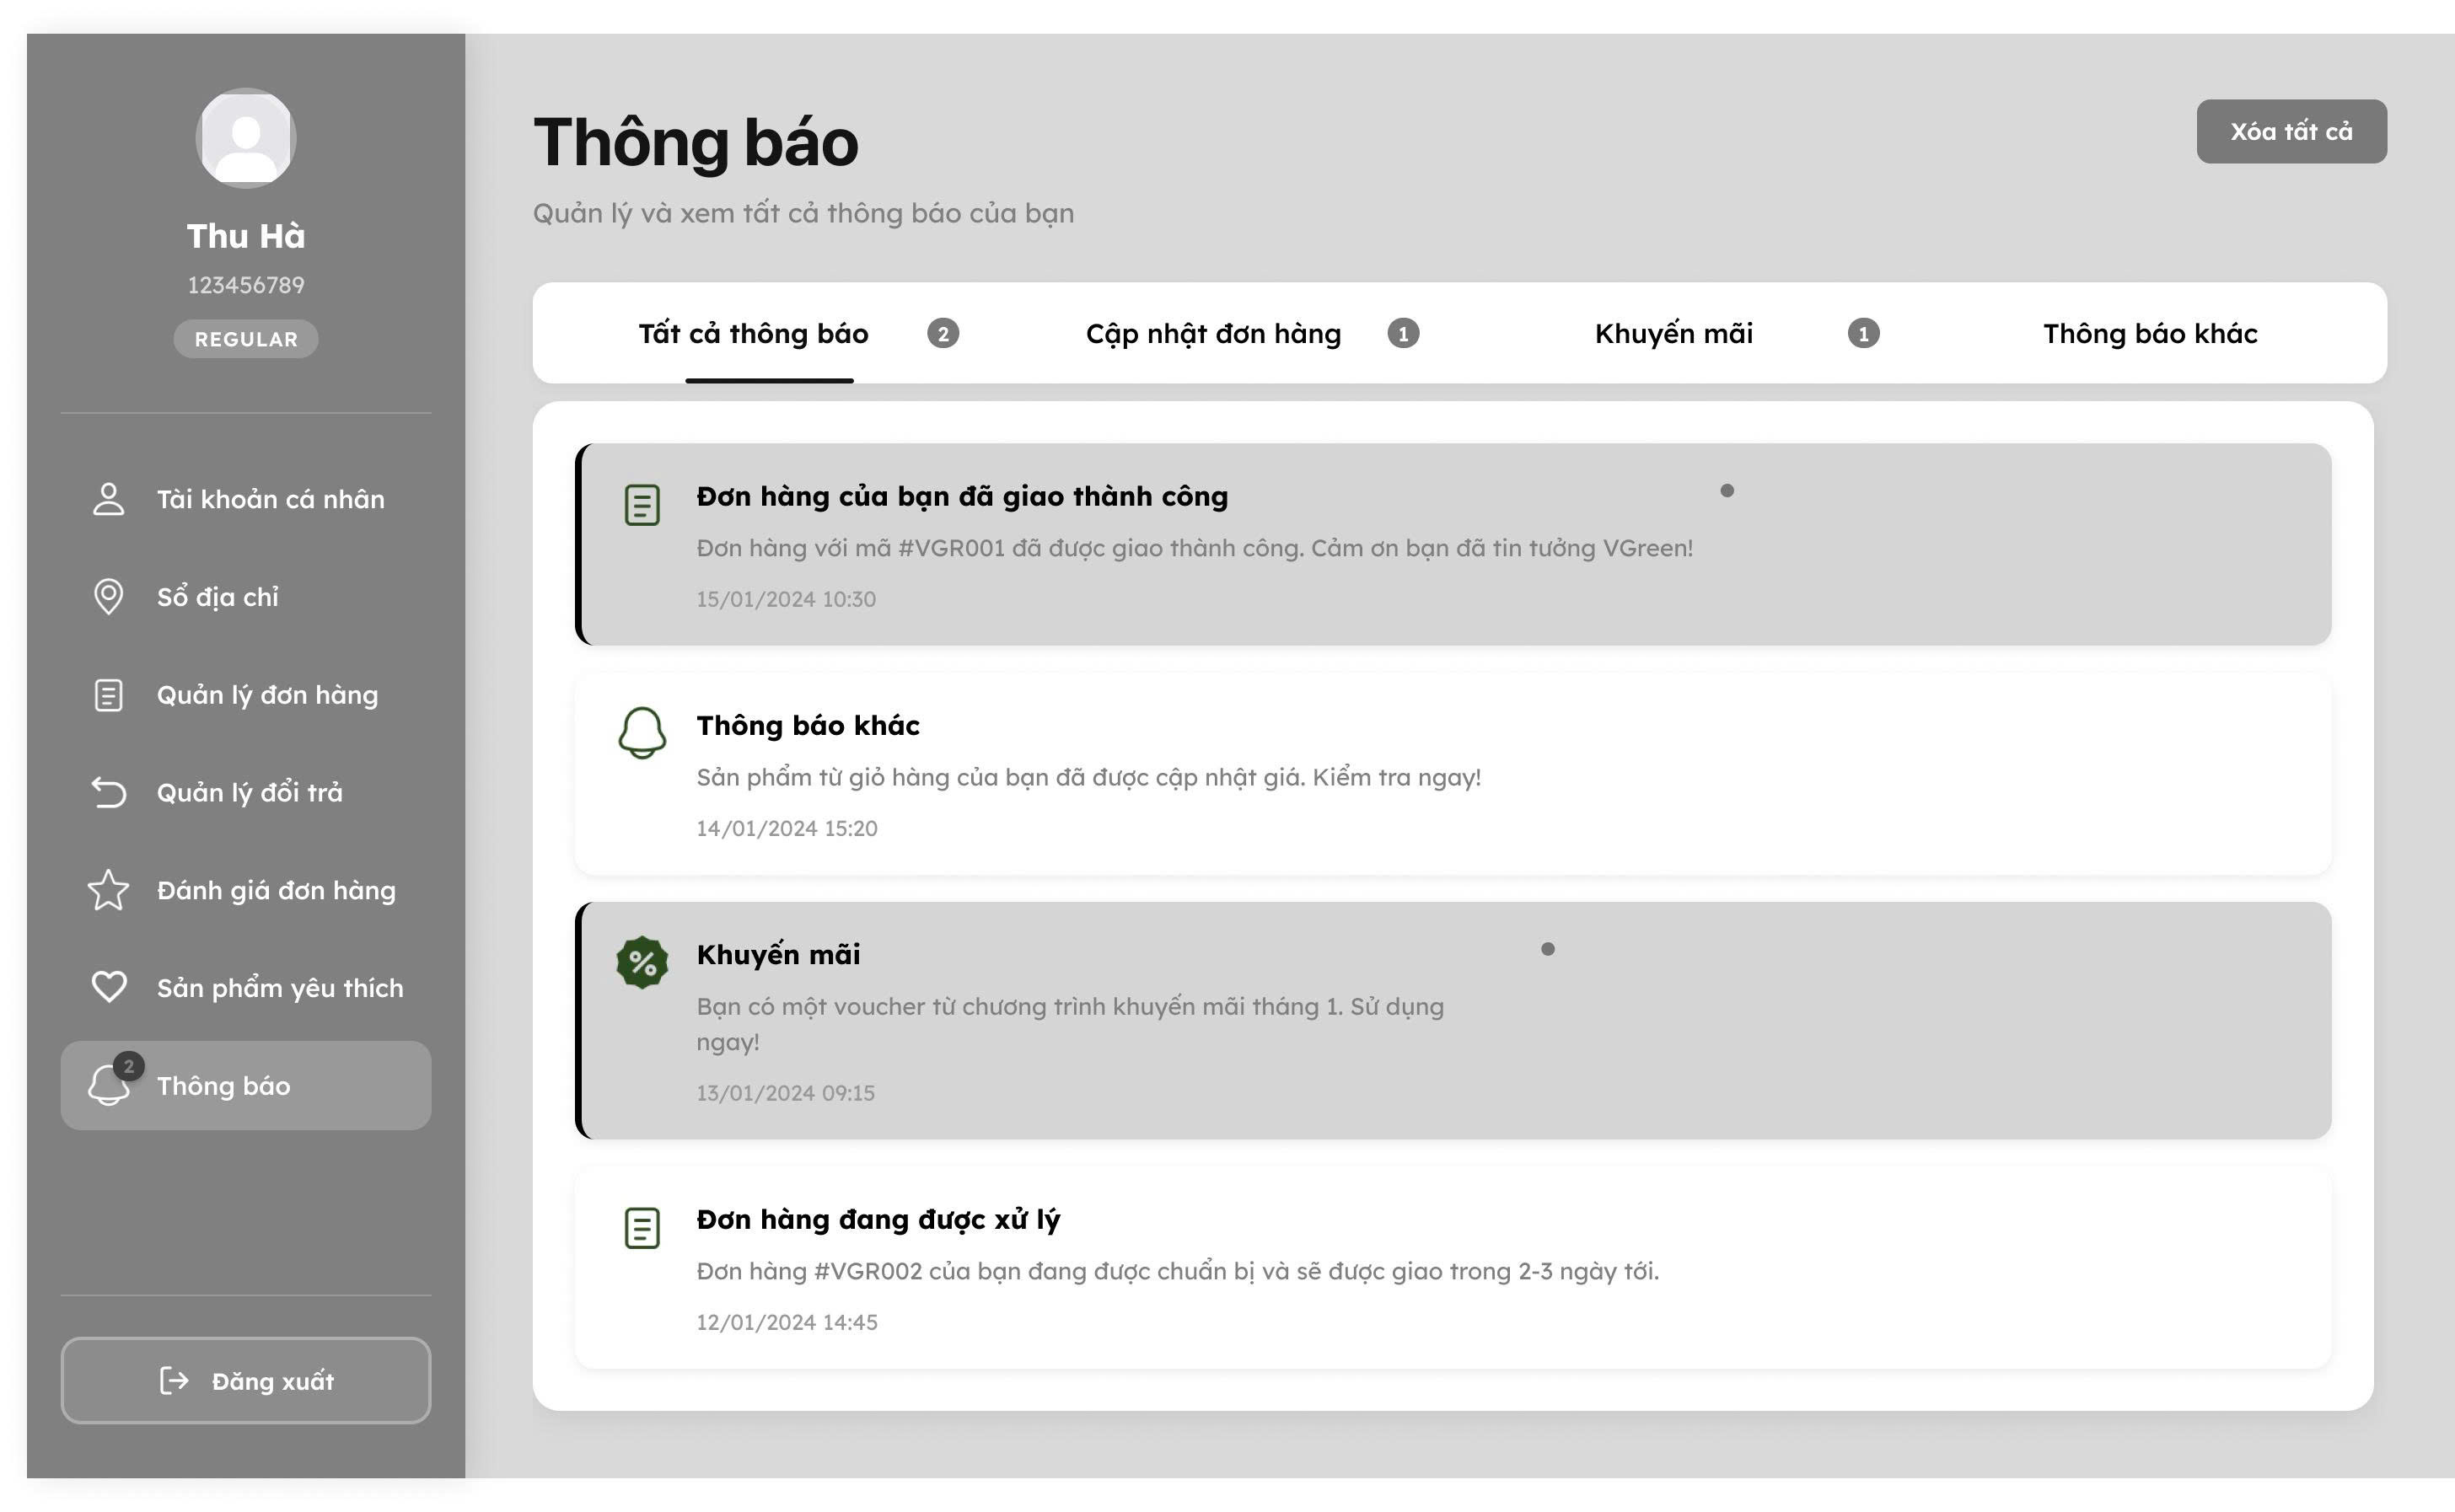 Thu Hà
123456789
REGULAR
Tài khoản cá nhân
Sổ địa chỉ
Quản lý đơn hàng
Quản lý đổi trả
Đánh giá đơn hàng
Sản phẩm yêu thích
2
Thông báo
Đăng xuất
Thông báo
Xóa tất cả
Quản lý và xem tất cả thông báo của bạn
Tất cả thông báo 2 Cập nhật đơn hàng 1 Khuyến mãi 1 Thông báo khác
Đơn hàng của bạn đã giao thành công
Đơn hàng với mã #VGR001 đã được giao thành công. Cảm ơn bạn đã tin tưởng VGreen!
15/01/2024 10:30
Thông báo khác
Sản phẩm từ giỏ hàng của bạn đã được cập nhật giá. Kiểm tra ngay!
14/01/2024 15:20
%
Khuyến mãi
Bạn có một voucher từ chương trình khuyến mãi tháng 1. Sử dụng
ngay!
13/01/2024 09:15
Đơn hàng đang được xử lý
Đơn hàng #VGR002 của bạn đang được chuẩn bị và sẽ được giao trong 2-3 ngày tới.
12/01/2024 14:45